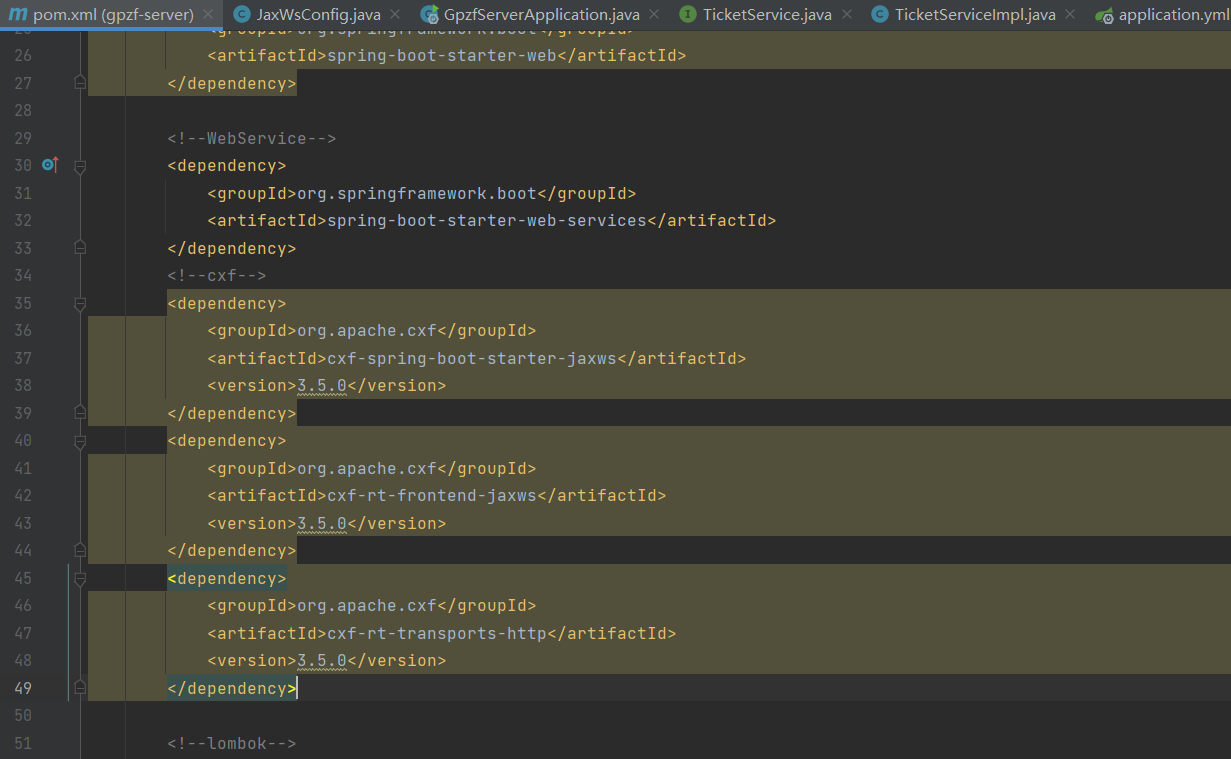 pom.xml (gpzf-server)
JaxWsConfig.java
GpzfServerApplication.java
TicketService.java
TicketServiceImpl.java
application.yml
25 <groupId>org.springframework.boot</groupId>
26 <artifactId>spring-boot-starter-web</artifactId>
27 </dependency>
28
29 <!--WebService-->
30 <dependency>
31 <groupId>org.springframework.boot</groupId>
32 <artifactId>spring-boot-starter-web-services</artifactId>
33 </dependency>
34 <!--cxf-->
35 <dependency>
36 <groupId>org.apache.cxf</groupId>
37 <artifactId>cxf-spring-boot-starter-jaxws</artifactId>
38 <version>3.5.0</version>
39 </dependency>
40 <dependency>
41 <groupId>org.apache.cxf</groupId>
42 <artifactId>cxf-rt-frontend-jaxws</artifactId>
43 <version>3.5.0</version>
44 </dependency>
45 <dependency>
46 <groupId>org.apache.cxf</groupId>
47 <artifactId>cxf-rt-transports-http</artifactId>
48 <version>3.5.0</version>
49 </dependency>
50
51 <!--lombok-->